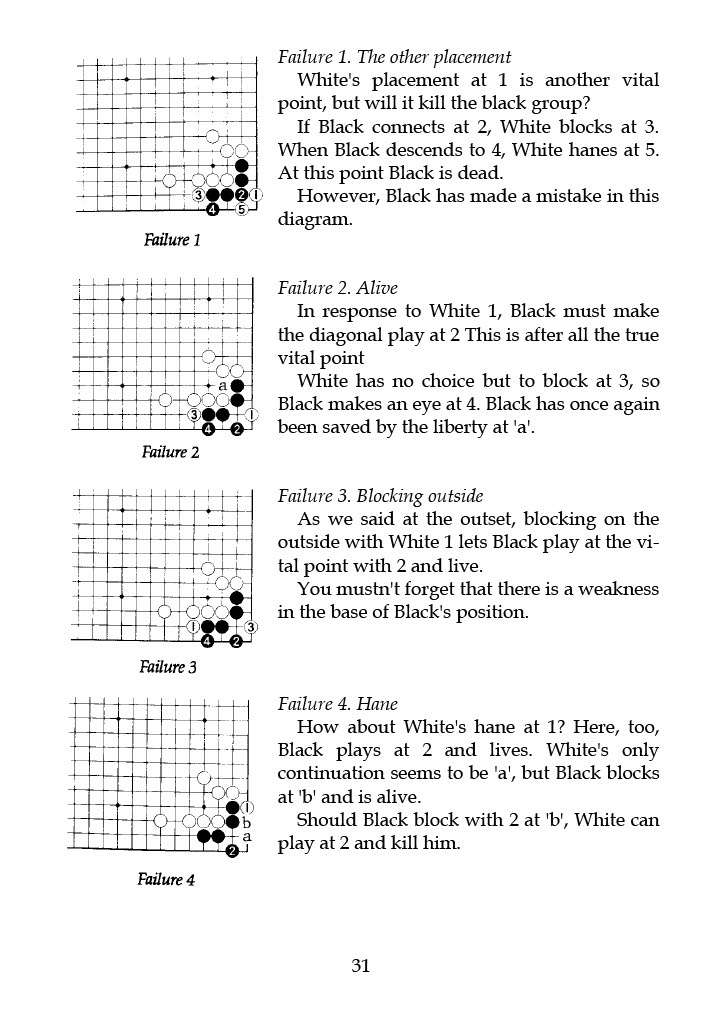 Failure 1. The other placement
White's placement at 1 is another vital
point, but will it kill the black group?
If Black connects at 2, White blocks at 3.
When Black descends to 4, White hanes at 5.
At this point Black is dead.
However, Black has made a mistake in this
diagram.
3 2 1
4 5
Failure 1
Failure 2. Alive
In response to White 1, Black must make
the diagonal play at 2 This is after all the true
vital point
White has no choice but to block at 3, so
Black makes an eye at 4. Black has once again
been saved by the liberty at 'a'.
a
3 1
4 2
Failure 2
Failure 3. Blocking outside
As we said at the outset, blocking on the
outside with White 1 lets Black play at the vi-
tal point with 2 and live.
You mustn't forget that there is a weakness
in the base of Black's position.
1 3
4 2
Failure 3
Failure 4. Hane
How about White's hane at 1? Here, too,
Black plays at 2 and lives. White's only
continuation seems to be 'a', but Black blocks
at 'b' and is alive.
Should Black block with 2 at 'b', White can
play at 2 and kill him.
1
b
a
2
Failure 4
31